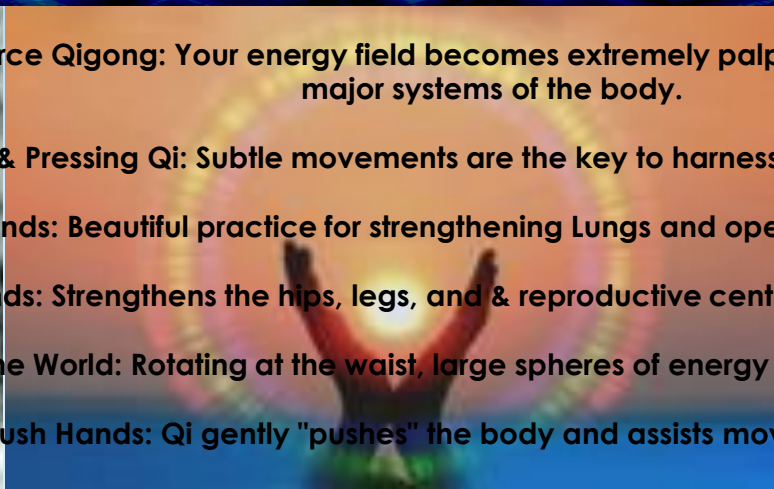 rce Qigong: Your energy field becomes extremely palp
major systems of the body.
& Pressing Qi: Subtle movements are the key to harness
nds: Beautiful practice for strengthening Lungs and ope
ds: Strengthens the hips, legs, and & reproductive cent
he World: Rotating at the waist, large spheres of energy
ush Hands: Qi gently "pushes" the body and assists mov